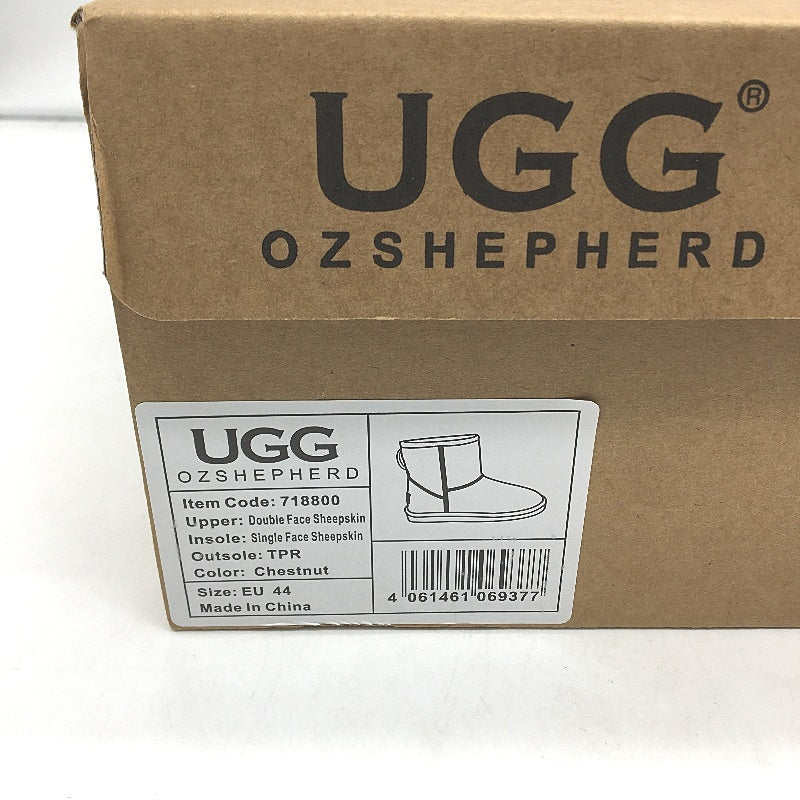 UGG®
OZSHEPHERD
UGG
OZSHEPHERD
Item Code: 718800
Upper: Double Face Sheepskin
Insole: Single Face Sheepskin
Outsole: TPR
Color: Chestnut
Size: EU 44
Made In China
4 061461 069377